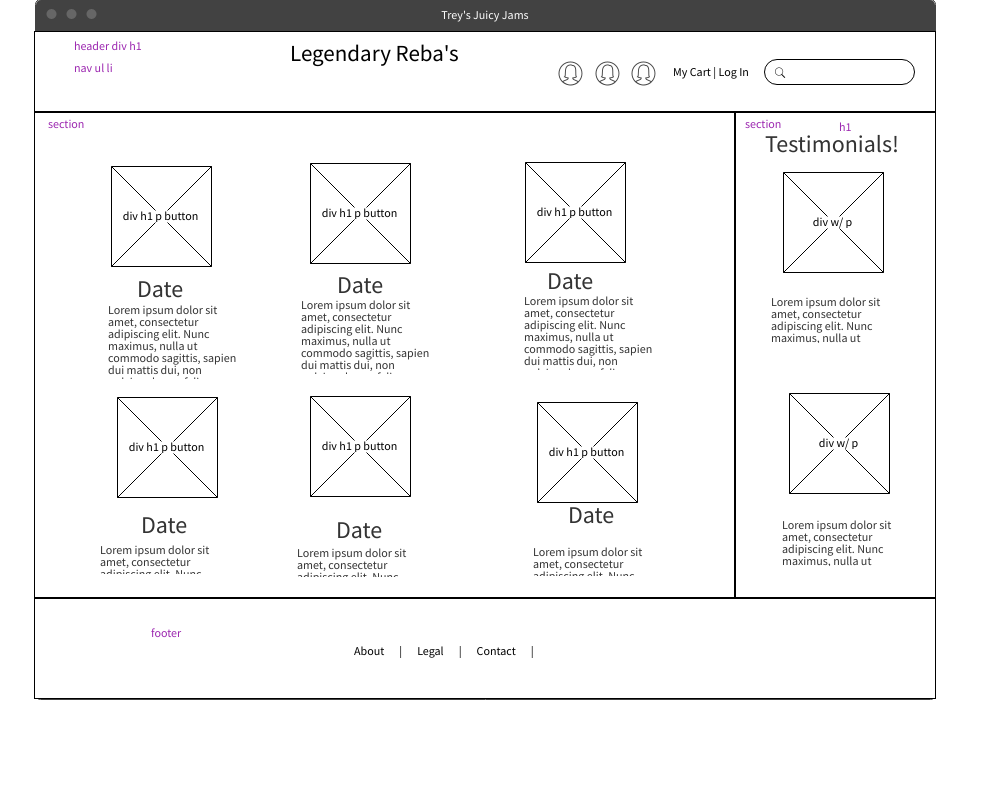 Trey's Juicy Jams
header div h1
nav ul li
Legendary Reba's
My Cart | Log In
section
div h1 p button
Date
Lorem ipsum dolor sit
amet, consectetur
adipiscing elit. Nunc
maximus, nulla ut
commodo sagittis, sapien
dui mattis dui, non
div h1 p button
Date
Lorem ipsum dolor sit
amet, consectetur
adipiscing elit. Nunc
maximus, nulla ut
commodo sagittis, sapien
dui mattis dui, non
div h1 p button
Date
Lorem ipsum dolor sit
amet, consectetur
adipiscing elit. Nunc
maximus, nulla ut
commodo sagittis, sapien
dui mattis dui, non
div h1 p button
Date
Lorem ipsum dolor sit
amet, consectetur
adipiscing elit. Nunc
div h1 p button
Date
Lorem ipsum dolor sit
amet, consectetur
adipiscing elit. Nunc
div h1 p button
Date
Lorem ipsum dolor sit
amet, consectetur
adipiscing elit. Nunc
section
h1
Testimonials!
div w/ p
Lorem ipsum dolor sit
amet, consectetur
adipiscing elit. Nunc
maximus, nulla ut
div w/ p
Lorem ipsum dolor sit
amet, consectetur
adipiscing elit. Nunc
maximus, nulla ut
footer
About | Legal | Contact |